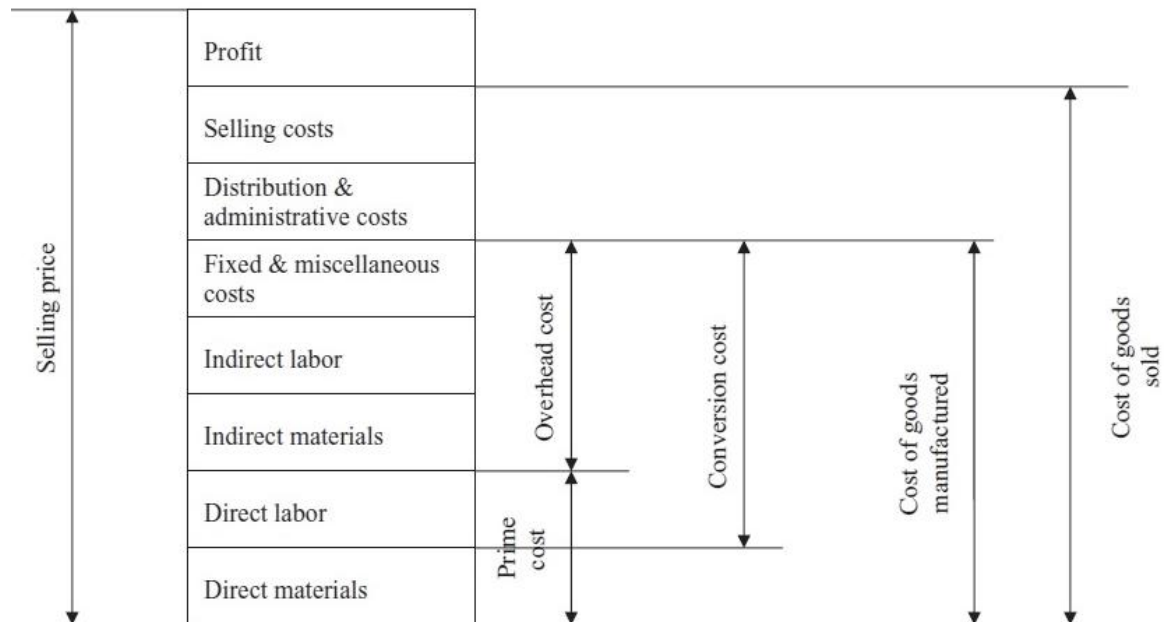 Profit
Selling costs
Distribution &
administrative costs
Fixed & miscellaneous
costs
Indirect labor
Indirect materials
Direct labor
Direct materials
Selling price
Overhead cost
Prime
cost
Conversion cost
Cost of goods
manufactured
Cost of goods
sold